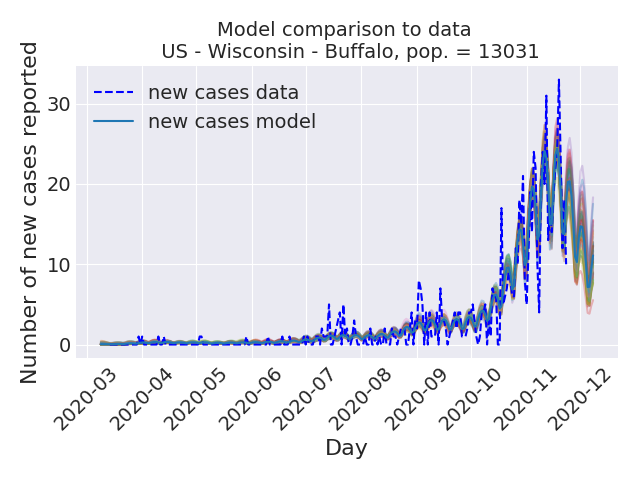 Model comparison to data
US - Wisconsin - Buffalo, pop. = 13031
Number of new cases reported
30
20
10
0
new cases data
new cases model
2020-03
2020-04
2020-05
2020-06
2020-07
2020-08
2020-09
2020-10
2020-11
2020-12
Day